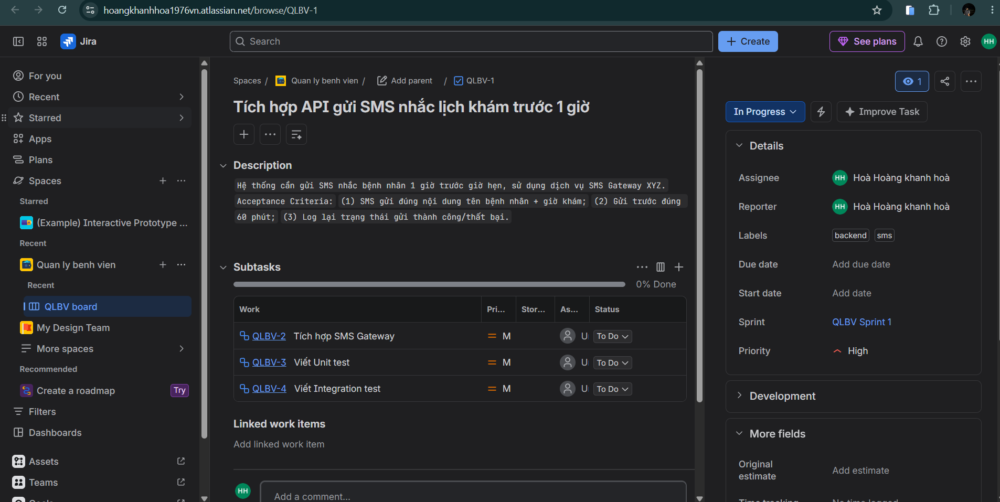 hoangkhanhhoa1976vn.atlassian.net/browse/QLBV-1
Jira
Search
Create
See plans
HH
For you
Recent
Starred
Apps
Plans
Spaces
Starred
(Example) Interactive Prototype ...
Recent
Quan ly benh vien
Recent
QLBV board
My Design Team
More spaces
Recommended
Create a roadmap
Try
Filters
Dashboards
Assets
Teams
Spaces / Quan ly benh vien / Add parent / QLBV-1
Tích hợp API gửi SMS nhắc lịch khám trước 1 giờ
Description
Hệ thống cần gửi SMS nhắc bệnh nhân 1 giờ trước giờ hẹn, sử dụng dịch vụ SMS Gateway XYZ.
Acceptance Criteria: (1) SMS gửi đúng nội dung tên bệnh nhân + giờ khám; (2) Gửi trước đúng
60 phút; (3) Log lại trạng thái gửi thành công/thất bại.
Subtasks
0% Done
Work Pri... Stor... As... Status
QLBV-2 Tích hợp SMS Gateway M U To Do
QLBV-3 Viết Unit test M U To Do
QLBV-4 Viết Integration test M U To Do
Linked work items
Add linked work item
HH
Add a comment...
1
In Progress
Improve Task
Details
Assignee HH Hoà Hoàng khanh hoà
Reporter HH Hoà Hoàng khanh hoà
Labels backend sms
Due date Add due date
Start date Add date
Sprint QLBV Sprint 1
Priority High
Development
More fields
Original
estimate
Add estimate